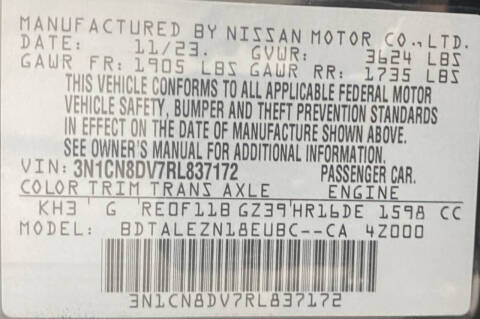 MANUFACTURED BY NISSAN MOTOR CO., LTD.
DATE: 11/23. GVWR: 3624 LBS
GAWR FR: 1905 LBS GAWR RR: 1735 LBS
THIS VEHICLE CONFORMS TO ALL APPLICABLE FEDERAL MOTOR
VEHICLE SAFETY, BUMPER AND THEFT PREVENTION STANDARDS
IN EFFECT ON THE DATE OF MANUFACTURE SHOWN ABOVE.
SEE OWNER'S MANUAL FOR ADDITIONAL INFORMATION.
VIN: 3N1CN8DV7RL837172 PASSENGER CAR.
COLOR TRIM TRANS AXLE ENGINE
KH3 G RE0F11B GZ39 HR16DE 1598 CC
MODEL: BDTALEZN18EUBC--CA 4Z000
3N1CN8DV7RL837172